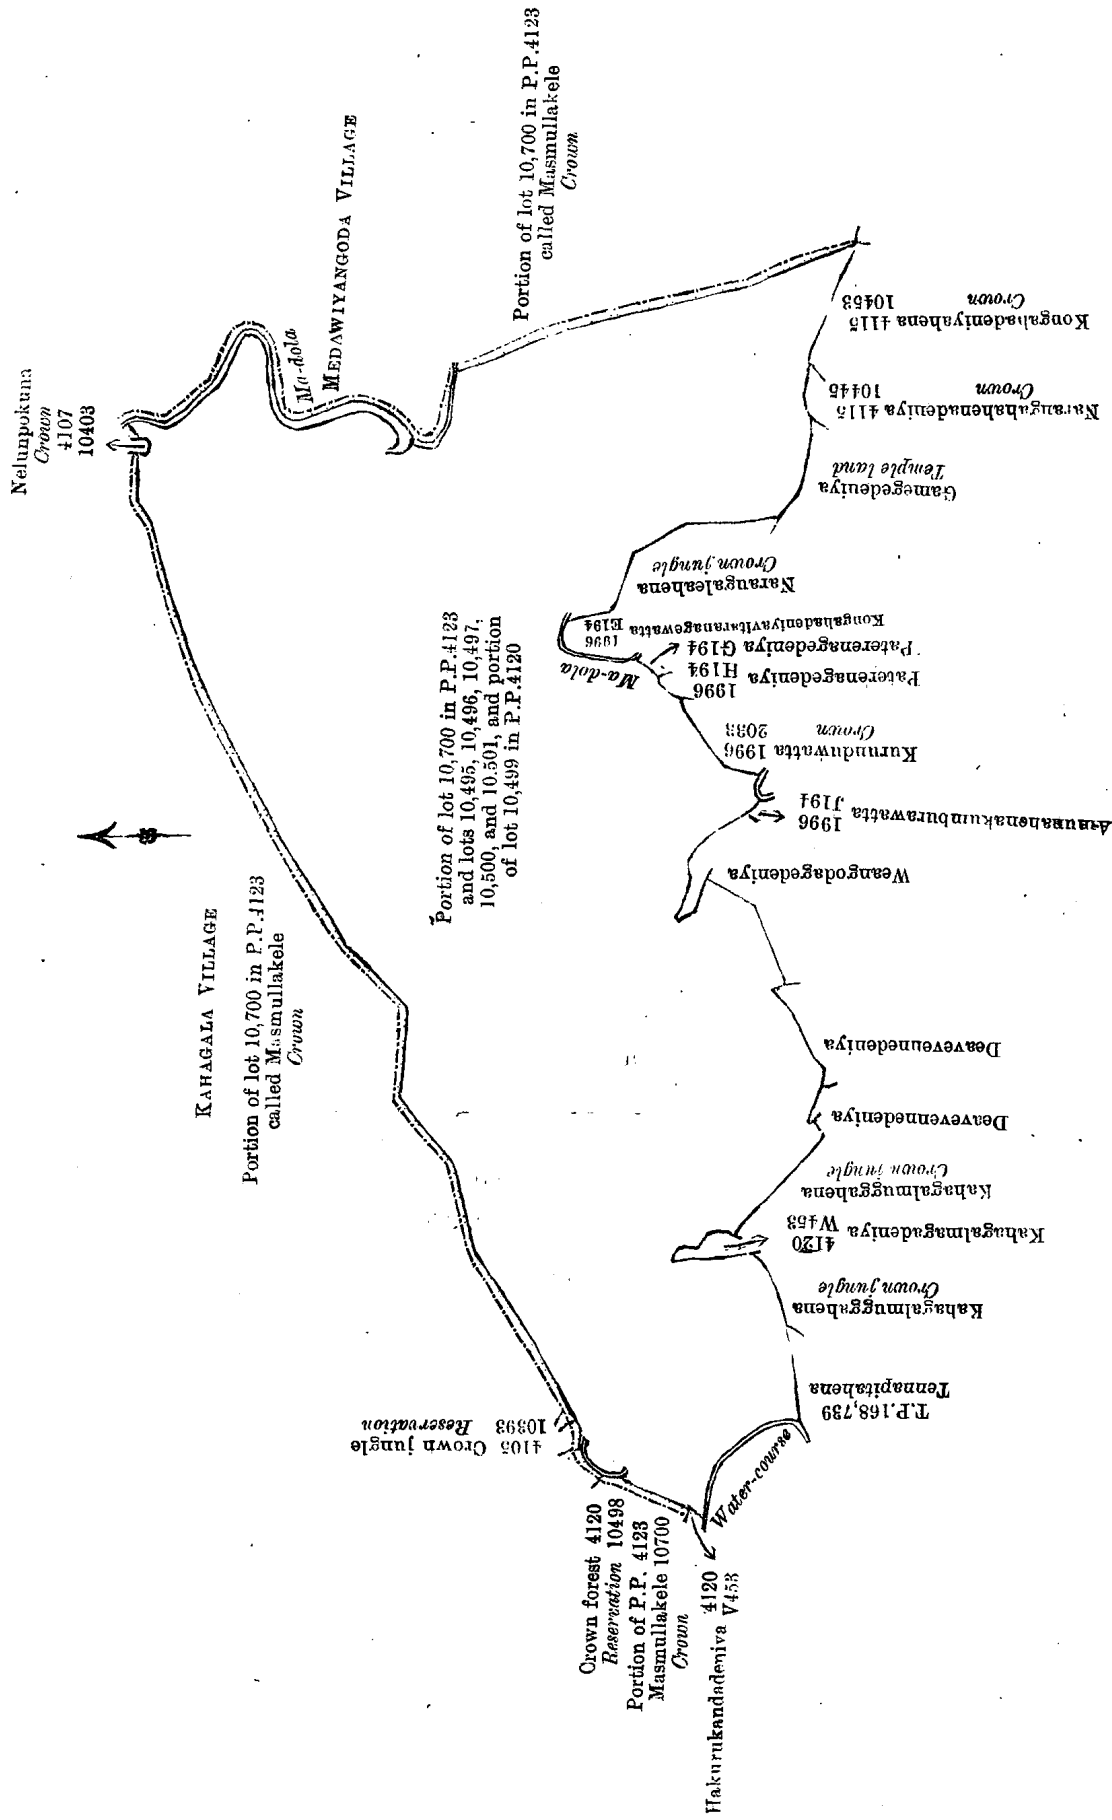 Nelunpokuna
Crown
4107
10403
Ma-dola
MEDAWIYANGODA VILLAGE
Portion of lot 10,700 in P.P.4123
called Masmullakele
Crown
KAHAGALA VILLAGE
Portion of lot 10,700 in P.P.4123
called Masmullakele
Crown
Portion of lot 10,700 in P.P.4123
and lots 10,495, 10,496, 10,497,
10,500, and 10.501, and portion
of lot 10,499 in P.P.4120
4105 Crown jungle
10393 Reservation
Crown forest 4120
Reservation 10498
Portion of P.P. 4123
Masmullakele 10700
Crown
4120
Hakurukandadeniya V453
Water-course
T.P.168,739
Tennapitahena
Kahagalmuggahena
Crown jungle
4120
Kahagalmagadeniya W453
Kahagalmuggahena
Crown jungle
Deavevennedeniya
Deavevennedeniya
Weangodagedeniya
1996
J194
Kurunduwatta 1996
2033
Crown
1996
Paterenagedeniya H194
Paterenagedeniya G194
Ma-dola
1996
Kongahadeniyaviharanagewatta E194
Narangaleahena
Crown jungle
Gamegedeniya
Temple land
Narangahahenadeniya 4115
10445
Crown
Kongahadeniyahena 4115
10453
Crown